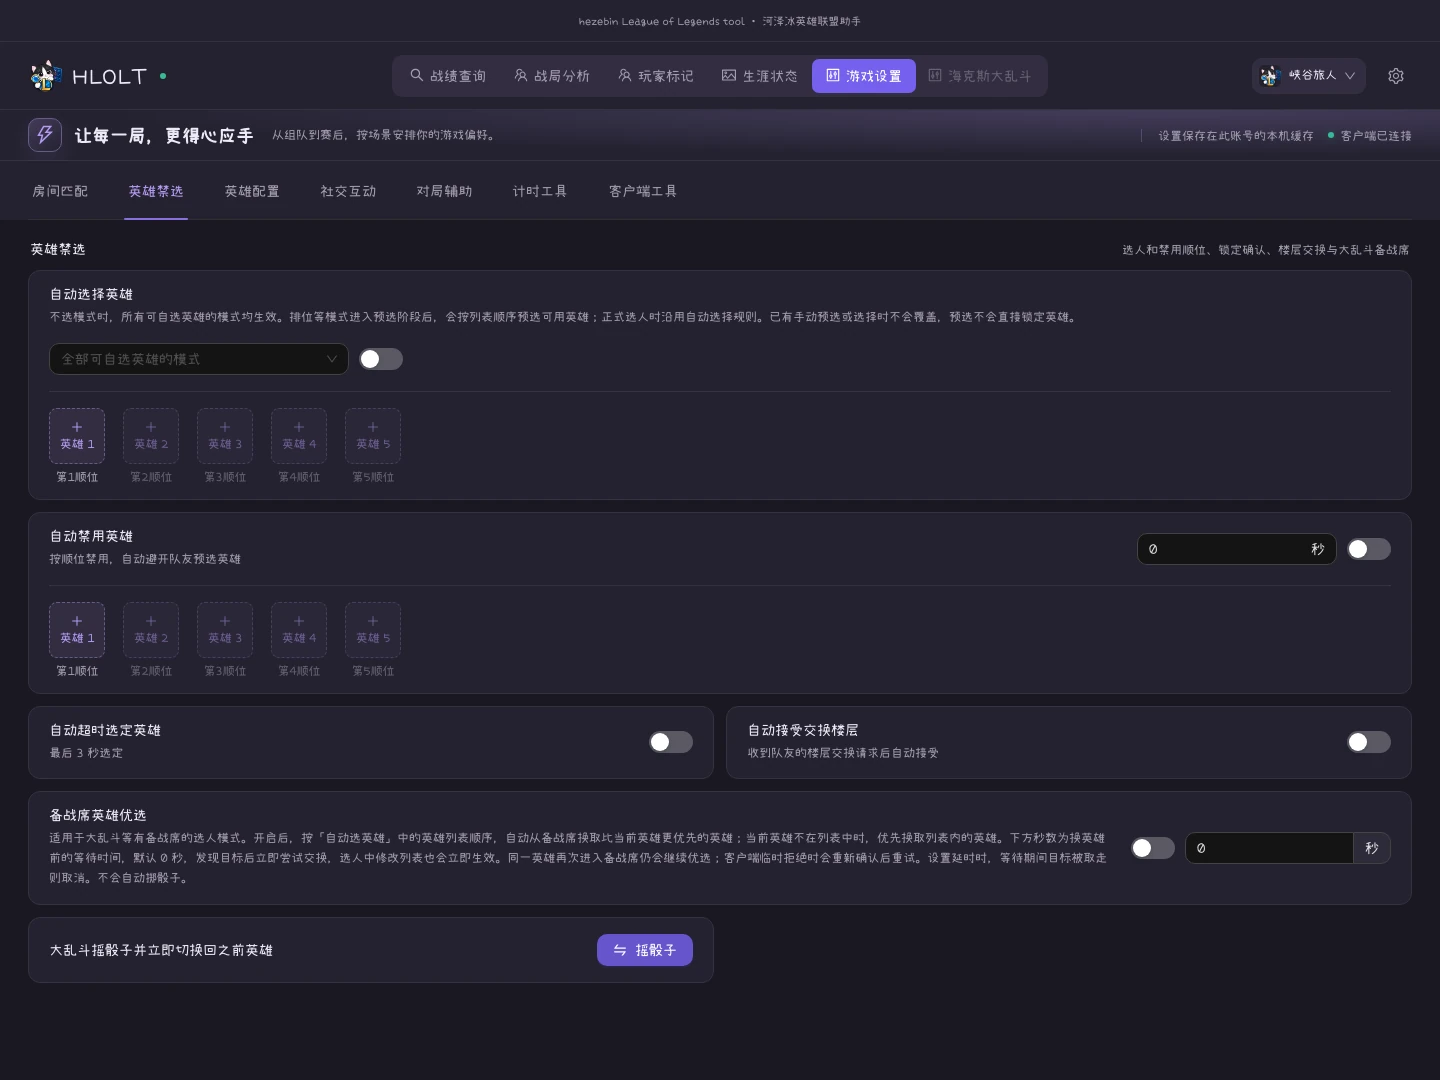 hezebin League of Legends tool · 河泽冰英雄联盟助手
HLOLT
战绩查询
战局分析
玩家标记
生涯状态
游戏设置
海克斯大乱斗
峡谷旅人
让每一局，更得心应手
从组队到赛后，按场景安排你的游戏偏好。
设置保存在此账号的本机缓存
客户端已连接
房间匹配
英雄禁选
英雄配置
社交互动
对局辅助
计时工具
客户端工具
英雄禁选
选人和禁用顺位、锁定确认、楼层交换与大乱斗备战席
自动选择英雄
不选模式时，所有可自选英雄的模式均生效。排位等模式进入预选阶段后，会按列表顺序预选可用英雄；正式选人时沿用自动选择规则。已有手动预选或选择时不会覆盖，预选不会直接锁定英雄。
全部可自选英雄的模式
英雄 1
英雄 2
英雄 3
英雄 4
英雄 5
第1顺位
第2顺位
第3顺位
第4顺位
第5顺位
自动禁用英雄
按顺位禁用，自动避开队友预选英雄
0
秒
英雄 1
英雄 2
英雄 3
英雄 4
英雄 5
第1顺位
第2顺位
第3顺位
第4顺位
第5顺位
自动超时选定英雄
最后 3 秒选定
自动接受交换楼层
收到队友的楼层交换请求后自动接受
备战席英雄优选
适用于大乱斗等有备战席的选人模式。开启后，按「自动选英雄」中的英雄列表顺序，自动从备战席换取比当前英雄更优先的英雄；当前英雄不在列表中时，优先换取列表内的英雄。下方秒数为换英雄
前的等待时间，默认 0 秒，发现目标后立即尝试交换，选人中修改列表也会立即生效。同一英雄再次进入备战席仍会继续优选；客户端临时拒绝时会重新确认后重试。设置延时时，等待期间目标被取走
则取消。不会自动掷骰子。
0
秒
大乱斗摇骰子并立即切换回之前英雄
摇骰子